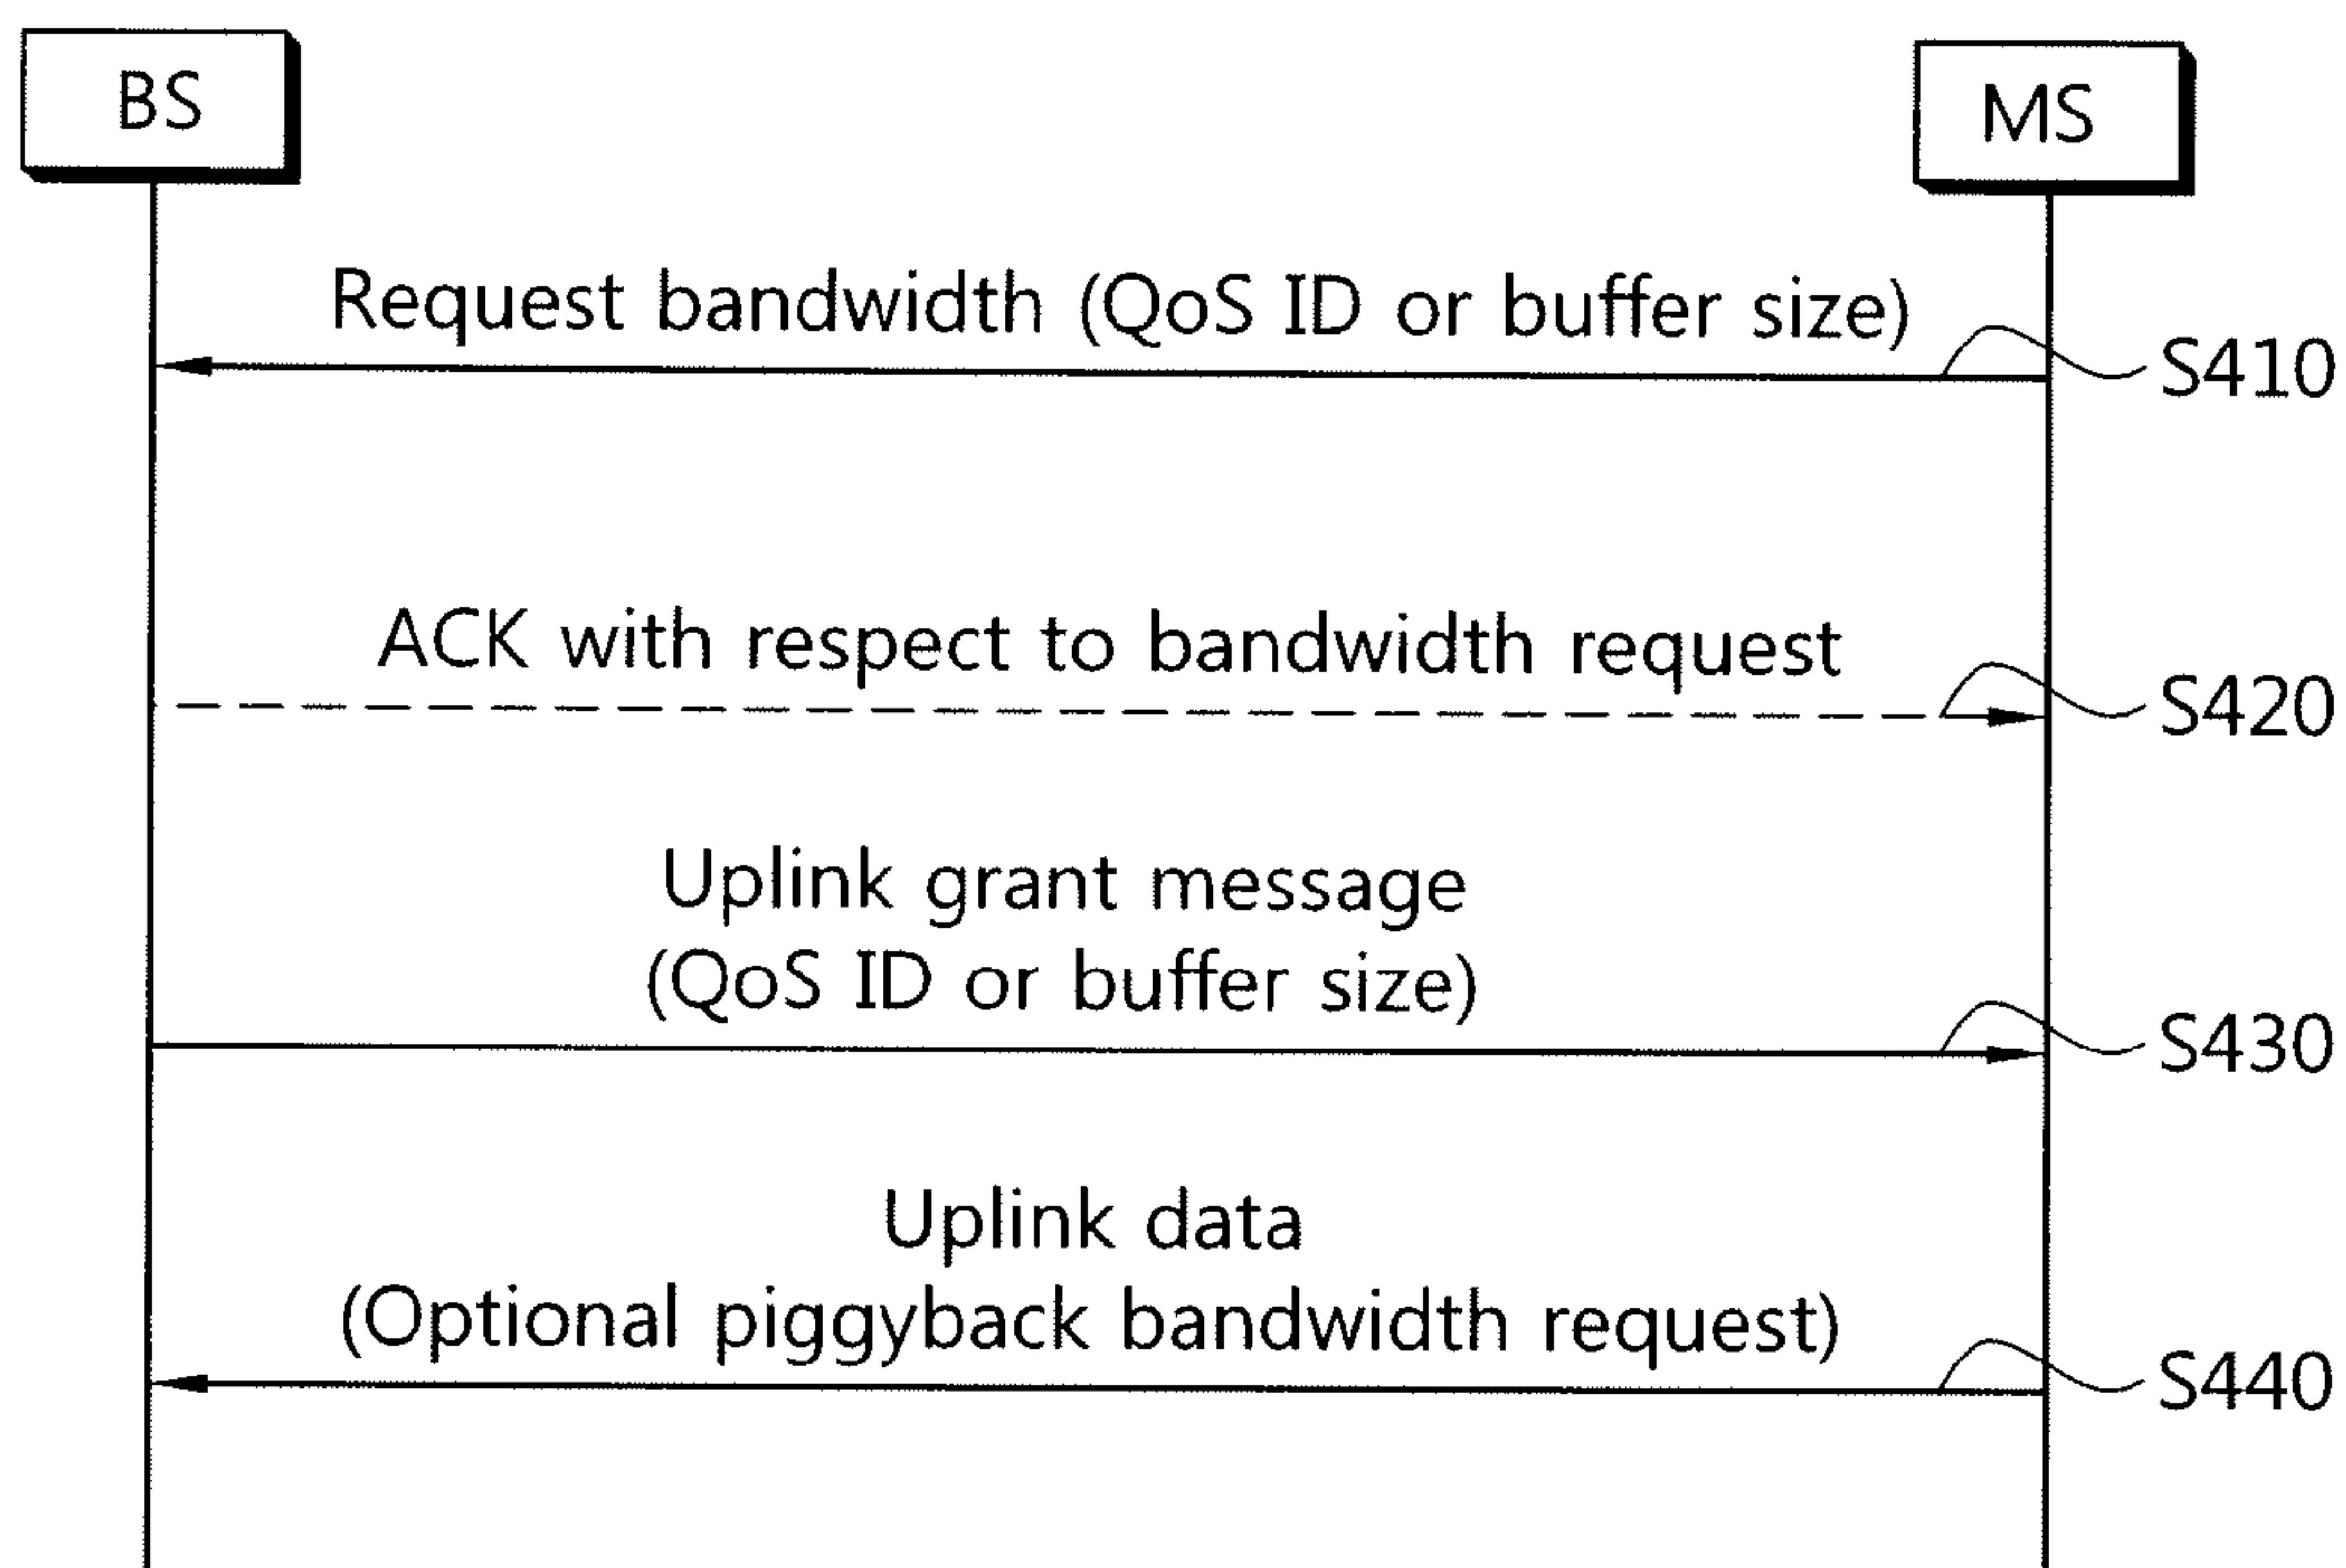 BS
MS
Request bandwidth (QoS ID or buffer size)
S410
ACK with respect to bandwidth request
S420
Uplink grant message
(QoS ID or buffer size)
S430
Uplink data
(Optional piggyback bandwidth request)
S440